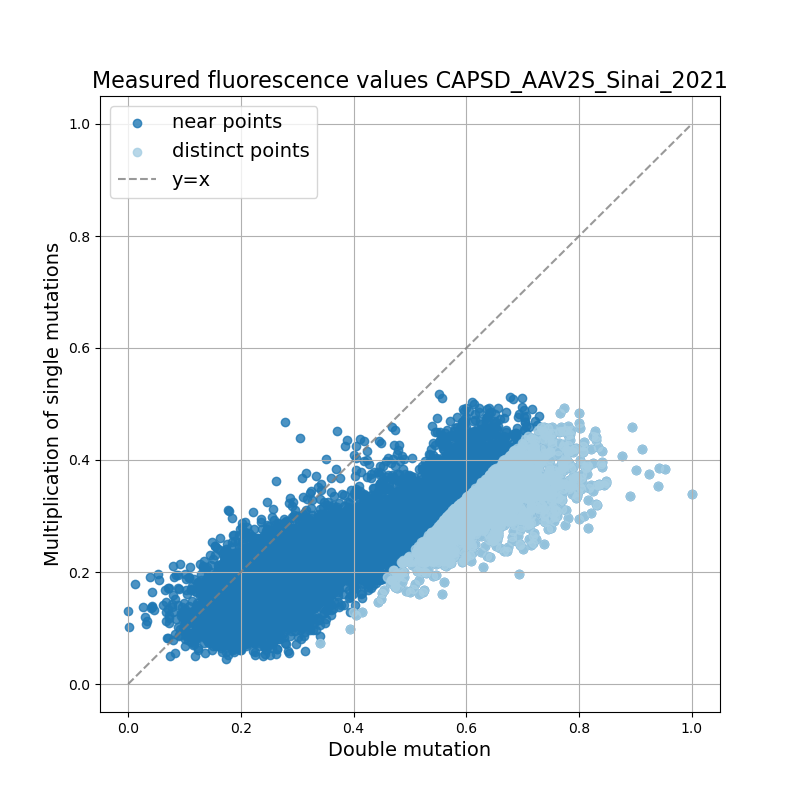 Measured fluorescence values CAPSD_AAV2S_Sinai_2021
near points
distinct points
y=x
1.0
0.8
0.6
0.4
0.2
0.0
Multiplication of single mutations
0.0 0.2 0.4 0.6 0.8 1.0
Double mutation